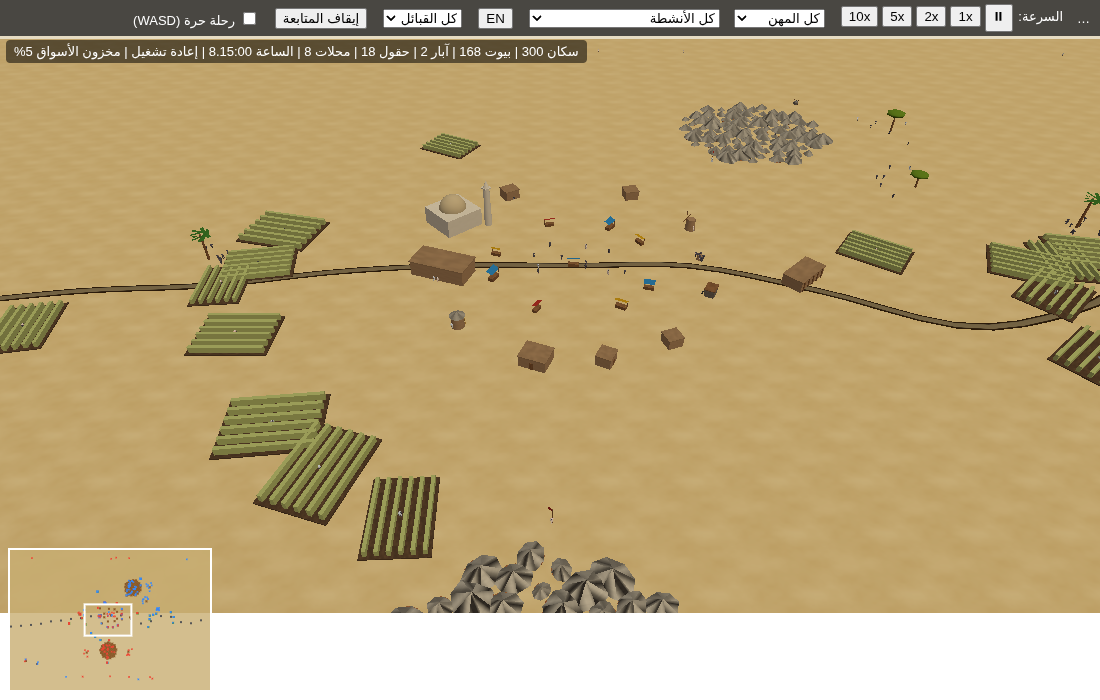 … السرعة: ⏸ 1x 2x 5x 10x كل المهن كل الأنشطة EN كل القبائل إيقاف المتابعة رحلة حرة (WASD)
سكان 300 | بيوت 168 | آبار 2 | حقول 18 | محلات 8 | الساعة 8.15:00 | إعادة تشغيل | مخزون الأسواق 5%